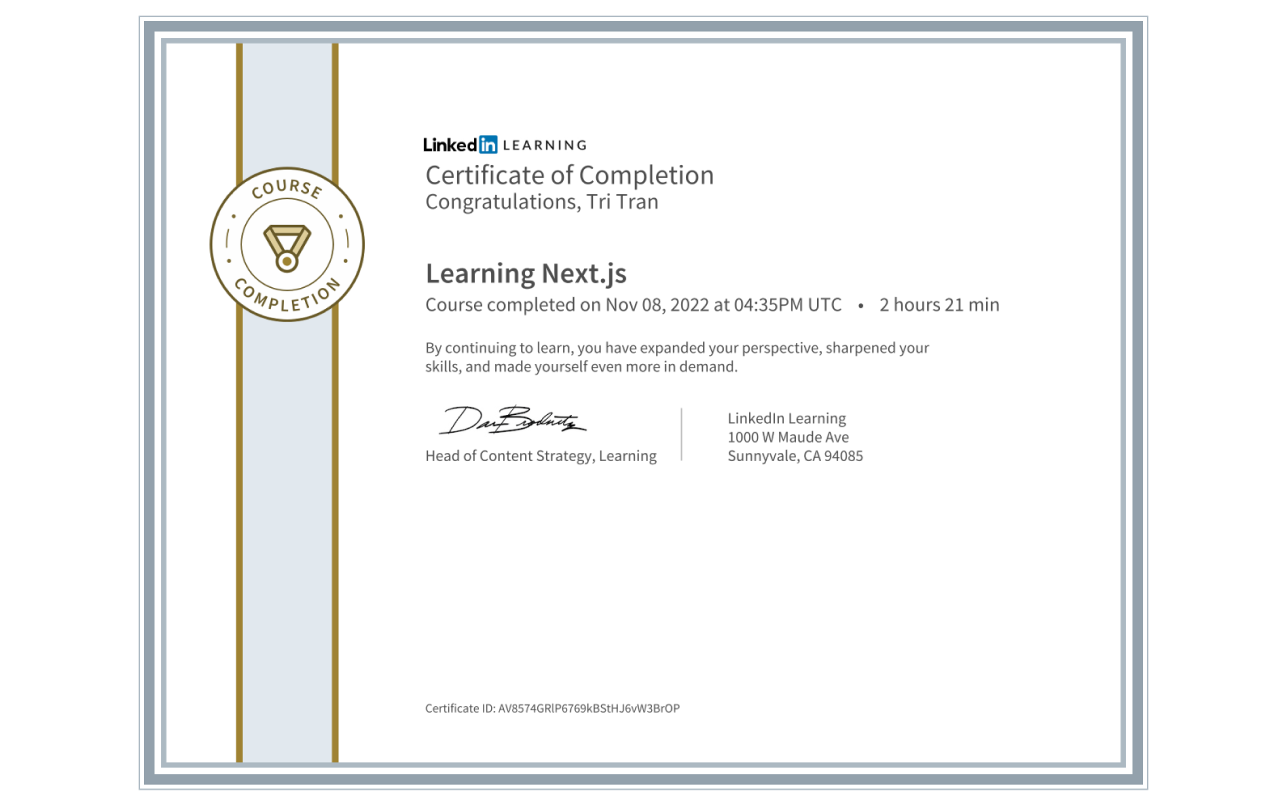 COURSE
COMPLETION
Linked in LEARNING
Certificate of Completion
Congratulations, Tri Tran
Learning Next.js
Course completed on Nov 08, 2022 at 04:35PM UTC • 2 hours 21 min
By continuing to learn, you have expanded your perspective, sharpened your
skills, and made yourself even more in demand.
Head of Content Strategy, Learning
LinkedIn Learning
1000 W Maude Ave
Sunnyvale, CA 94085
Certificate ID: AV8574GRlP6769kBStHJ6vW3BrOP